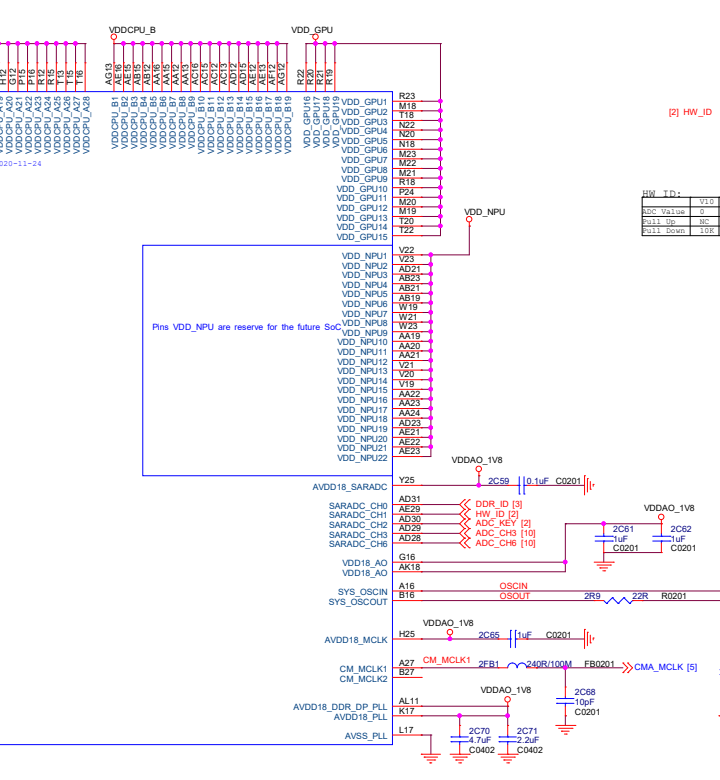 VDDCPU_B
VDD_GPU
H12
G12
P15
P16
R12
R15
T13
T15
T16
AG13
AE16
AE15
AB15
AB12
AA16
AA15
AA12
AA13
AC16
AC15
AC12
AC13
AD12
AD15
AE12
AE13
AF12
AG12
R22
R20
R21
R19
VDDCPU_A20
VDDCPU_A21
VDDCPU_A22
VDDCPU_A23
VDDCPU_A24
VDDCPU_A25
VDDCPU_A26
VDDCPU_A27
VDDCPU_A28
VDDCPU_B1
VDDCPU_B2
VDDCPU_B3
VDDCPU_B4
VDDCPU_B5
VDDCPU_B6
VDDCPU_B7
VDDCPU_B8
VDDCPU_B9
VDDCPU_B10
VDDCPU_B11
VDDCPU_B12
VDDCPU_B13
VDDCPU_B14
VDDCPU_B15
VDDCPU_B16
VDDCPU_B17
VDDCPU_B18
VDDCPU_B19
VDD_GPU16
VDD_GPU17
VDD_GPU18
VDD_GPU19
020-11-24
VDD_GPU1 R23
VDD_GPU2 M18
VDD_GPU3 T18
VDD_GPU4 N22
VDD_GPU5 N20
VDD_GPU6 N18
VDD_GPU7 M23
VDD_GPU8 M22
VDD_GPU9 M21
VDD_GPU10 R18
VDD_GPU11 P24
VDD_GPU12 M20
VDD_GPU13 M19
VDD_GPU14 T20
VDD_GPU15 T22
[2] HW_ID
HW ID:
V10
ADC Value 0
Pull Up NC
Pull Down 10K
VDD_NPU
VDD_NPU1 V22
VDD_NPU2 V23
VDD_NPU3 AD21
VDD_NPU4 AB23
VDD_NPU5 AB21
VDD_NPU6 AB19
VDD_NPU7 W19
VDD_NPU8 W21
VDD_NPU9 W23
VDD_NPU10 AA19
VDD_NPU11 AA20
VDD_NPU12 AA21
VDD_NPU13 V21
VDD_NPU14 V20
VDD_NPU15 V19
VDD_NPU16 AA22
VDD_NPU17 AA23
VDD_NPU18 AA24
VDD_NPU19 AD23
VDD_NPU20 AE21
VDD_NPU21 AE22
VDD_NPU22 AE23
Pins VDD_NPU are reserve for the future SoC
VDDAO_1V8
AVDD18_SARADC Y25 2C59 0.1uF C0201
SARADC_CH0 AD31 DDR_ID [3]
SARADC_CH1 AE29 HW_ID [2]
SARADC_CH2 AD30 ADC_KEY [2]
SARADC_CH3 AD29 ADC_CH3 [10]
SARADC_CH6 AD28 ADC_CH6 [10]
VDDAO_1V8
2C61
1uF
C0201
2C62
1uF
C0201
VDD18_AO G16
VDD18_AO AK18
SYS_OSCIN A16 OSCIN
SYS_OSCOUT B16 OSOUT 2R9 22R R0201
VDDAO_1V8
AVDD18_MCLK H25 2C65 1uF C0201
CM_MCLK1 A27 CM_MCLK1 2FB1 240R/100M FB0201 CMA_MCLK [5]
CM_MCLK2 B27
2C68
10pF
C0201
VDDAO_1V8
AVDD18_DDR_DP_PLL AL11
AVDD18_PLL K17
AVSS_PLL L17
2C70
4.7uF
C0402
2C71
2.2uF
C0402